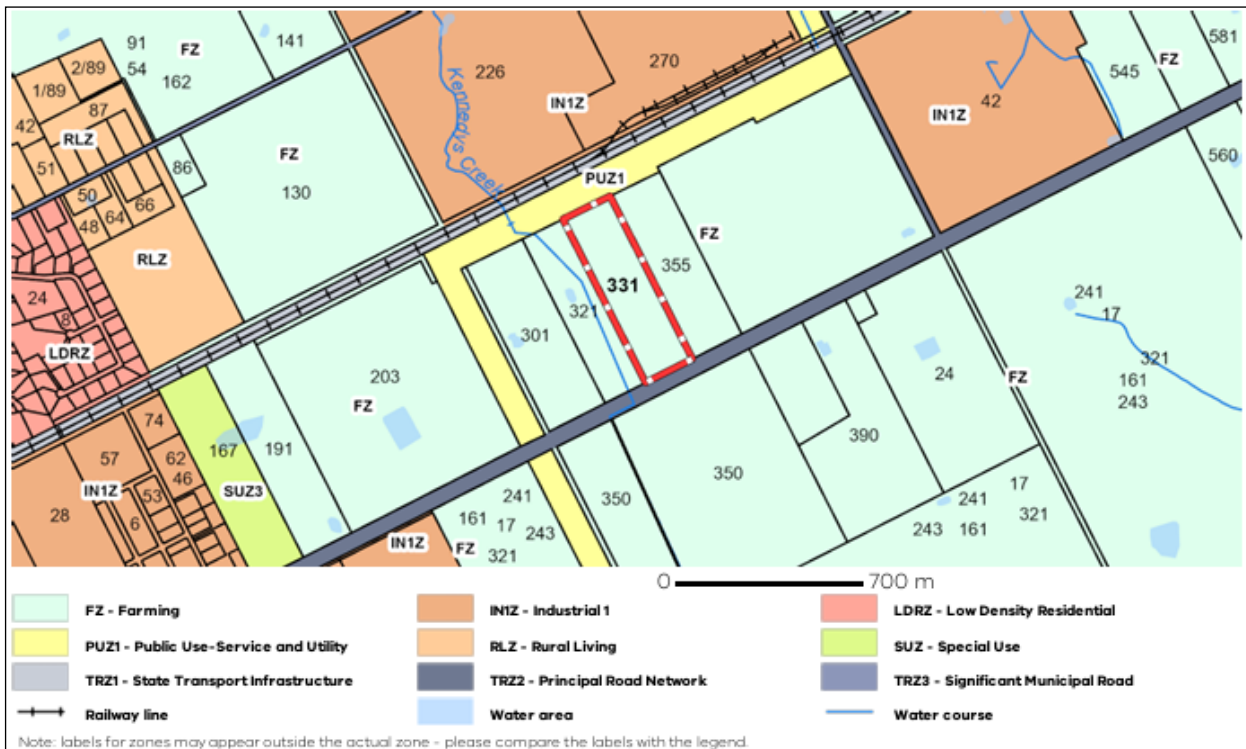 91
54
162
FZ
141
226
270
581
FZ
545
2/89
1/89
87
42
RLZ
IN1Z
IN1Z
42
Kennedys Creek
FZ
130
86
51
50
48
64
66
PUZ1
560
RLZ
FZ
331
355
24
8
LDRZ
321
301
241
17
321
161
243
203
FZ
24
FZ
74
167
191
390
57
62
46
IN1Z
53
SUZ3
350
350
28
6
241
161
17
243
IN1Z
FZ
321
17
241
321
243
161
0 700 m
FZ - Farming
IN1Z - Industrial 1
LDRZ - Low Density Residential
PUZ1 - Public Use-Service and Utility
RLZ - Rural Living
SUZ - Special Use
TRZ1 - State Transport Infrastructure
TRZ2 - Principal Road Network
TRZ3 - Significant Municipal Road
Railway line
Water area
Water course
Note: labels for zones may appear outside the actual zone - please compare the labels with the legend.